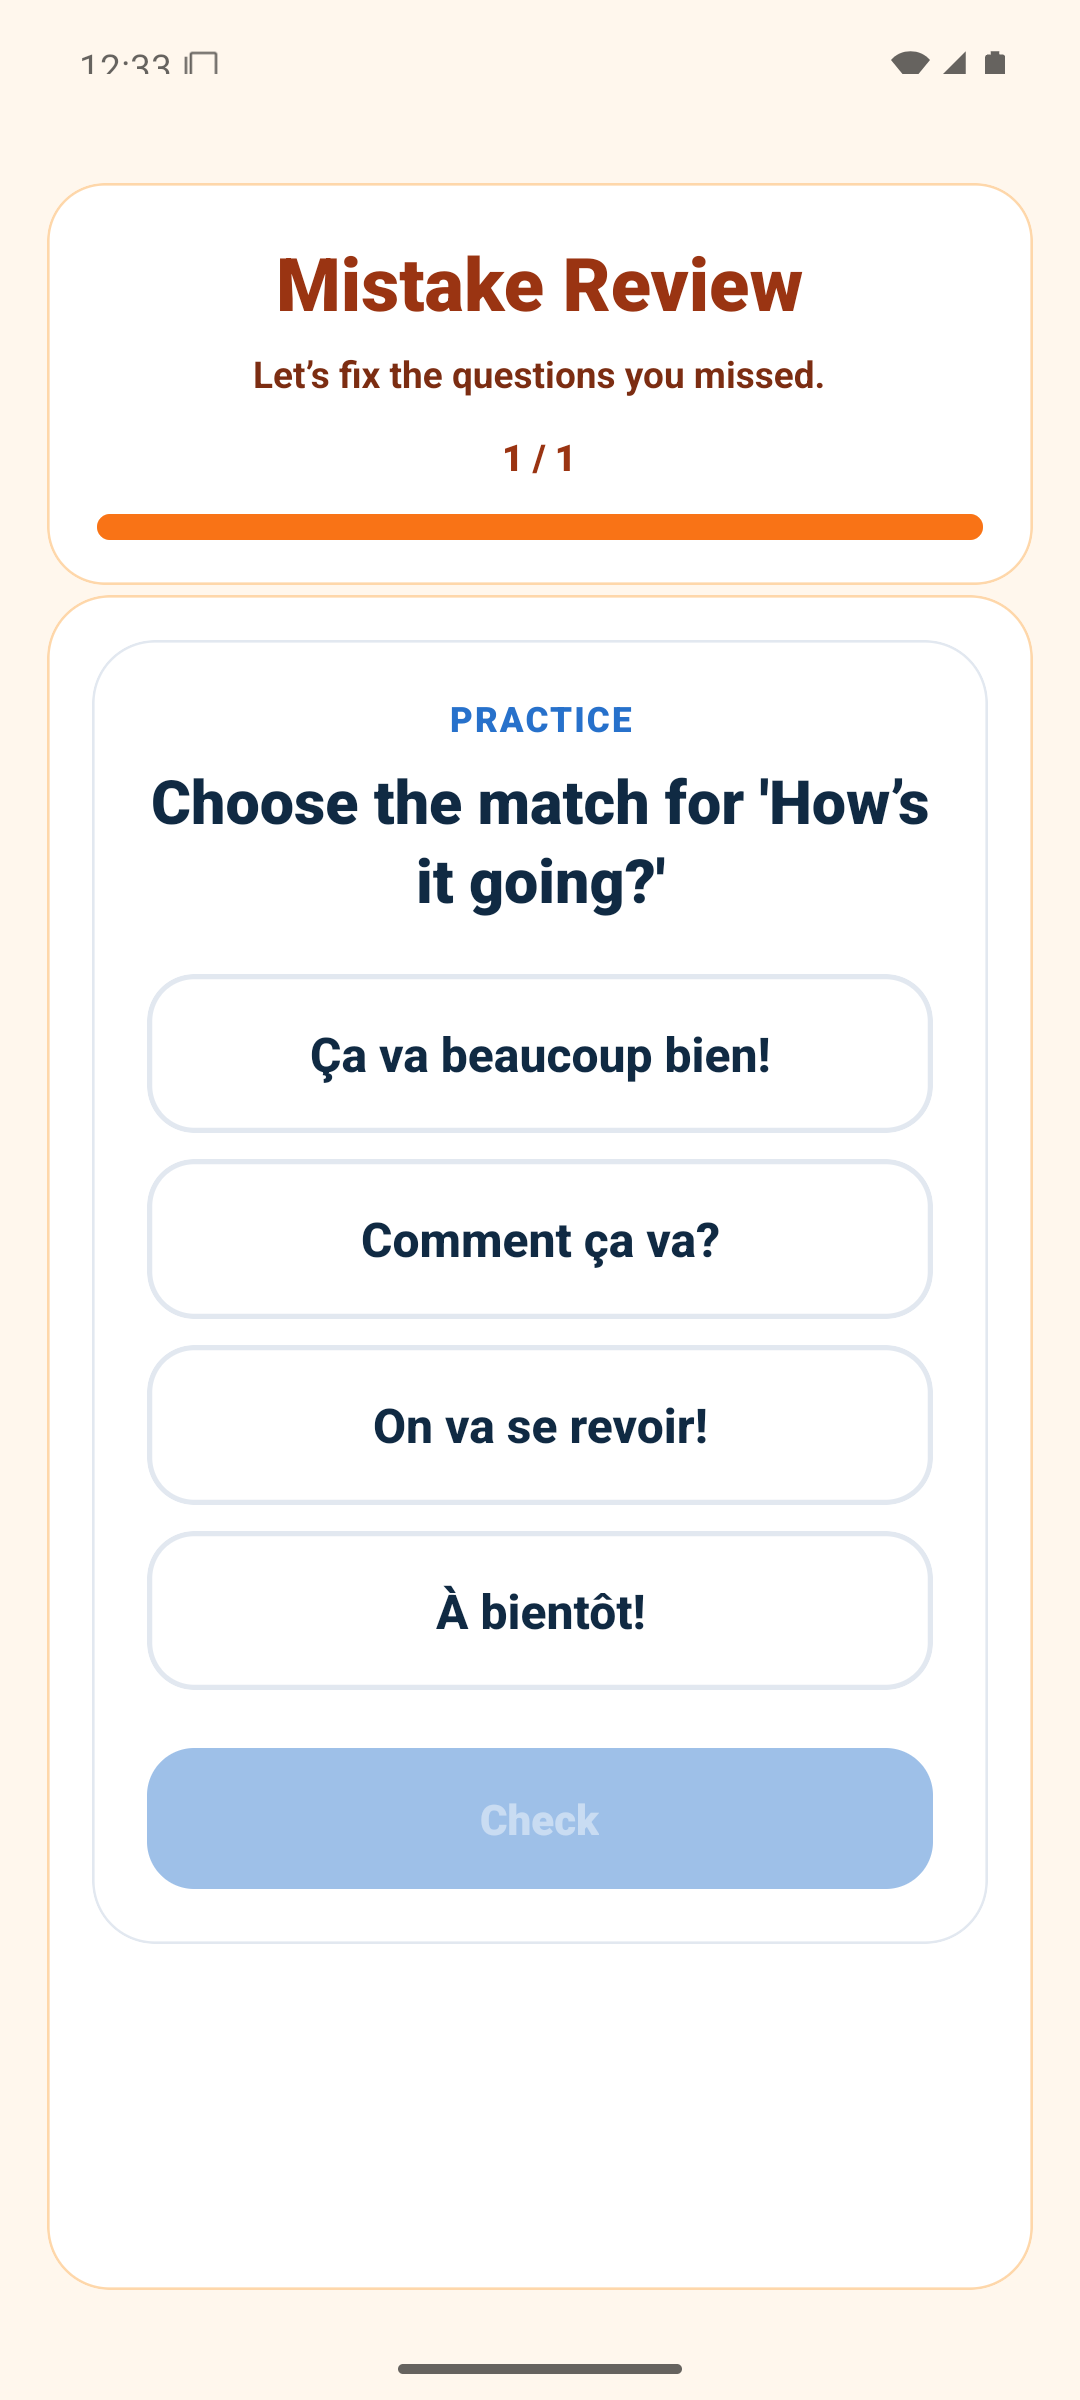 12:33
Mistake Review
Let’s fix the questions you missed.
1 / 1
PRACTICE
Choose the match for 'How’s
it going?'
Ça va beaucoup bien!
Comment ça va?
On va se revoir!
À bientôt!
Check